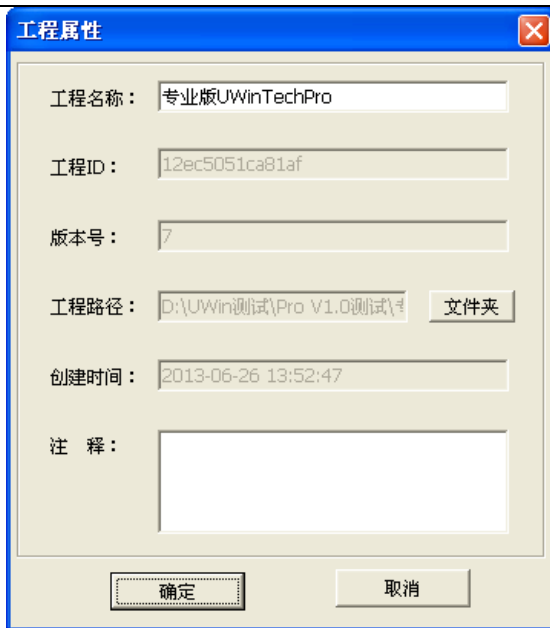 工程属性
工程名称： 专业版UWinTechPro
工程ID： 12ec5051ca81af
版本号： 7
工程路径： D:\UWin测试\Pro V1.0测试\ 文件夹
创建时间： 2013-06-26 13:52:47
注 释：
确定 取消